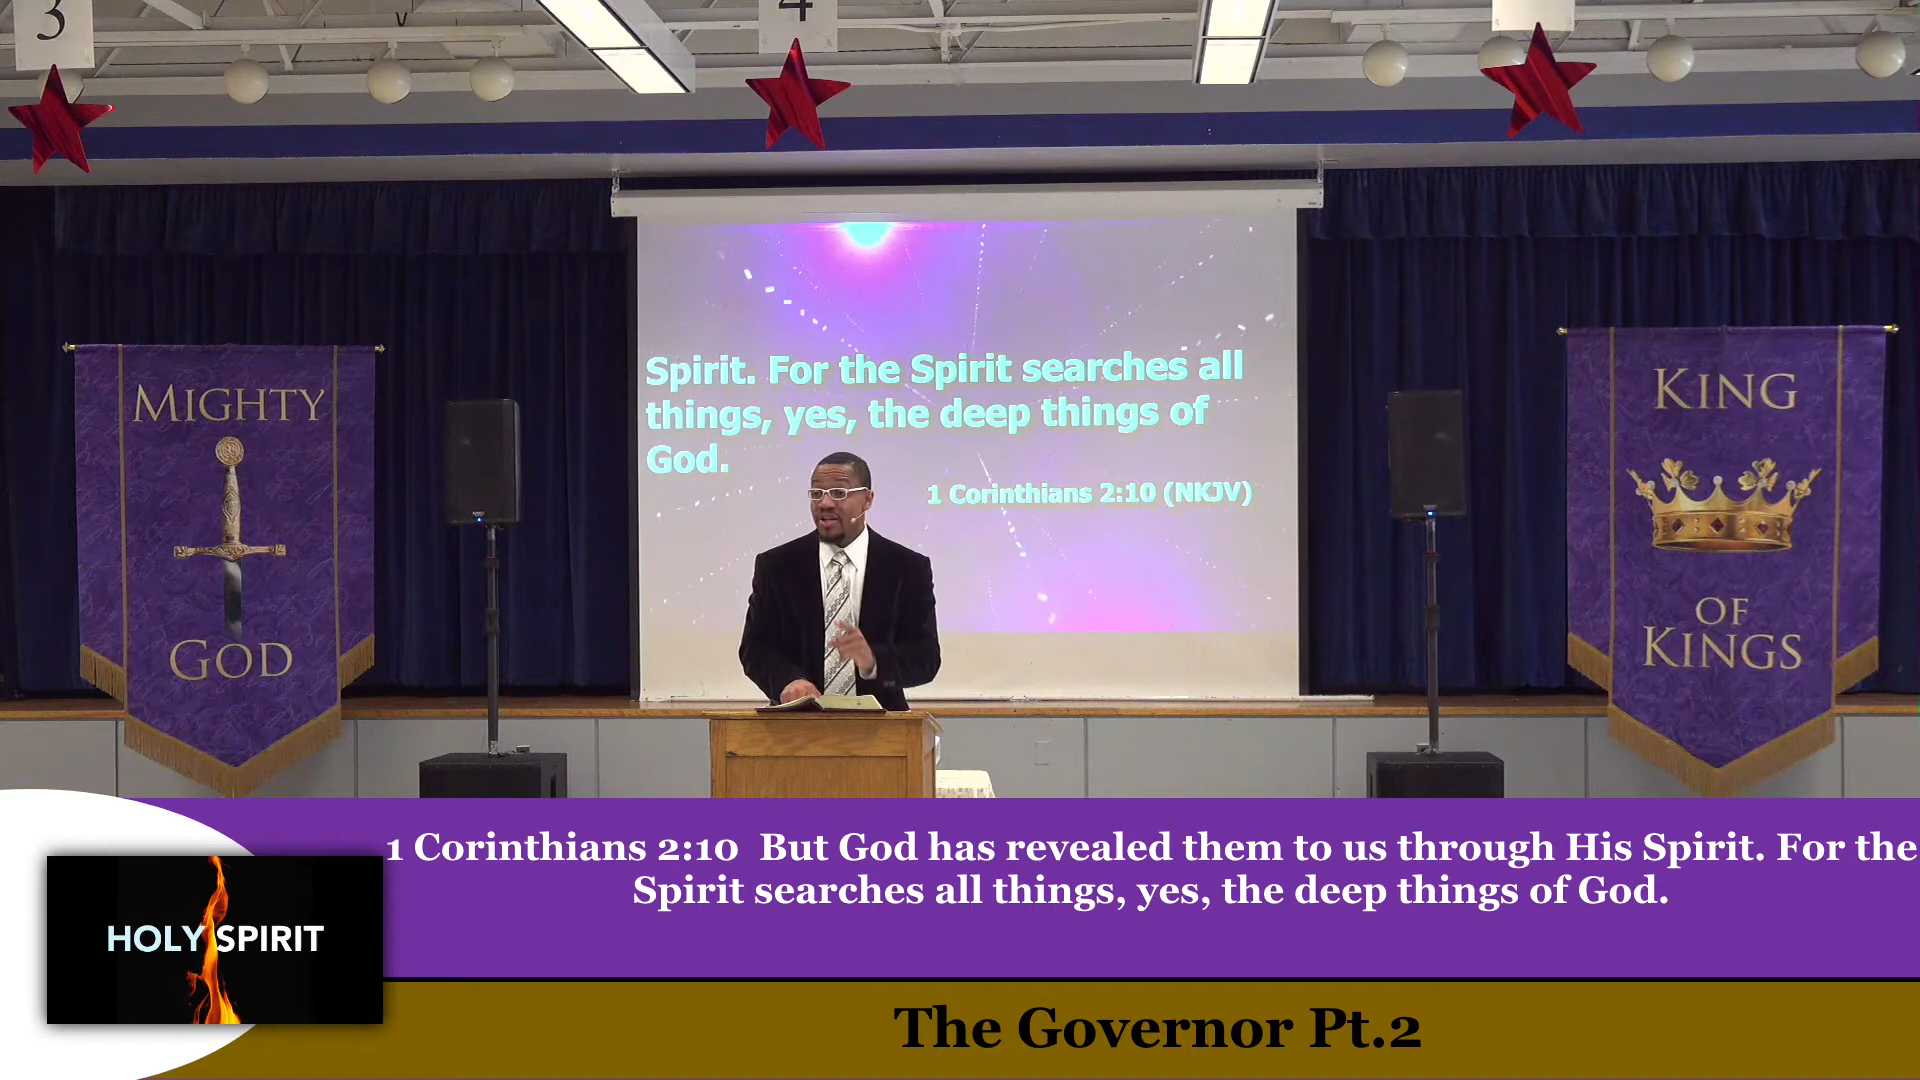 3
4
Spirit. For the Spirit searches all
things, yes, the deep things of
God.
1 Corinthians 2:10 (NKJV)
MIGHTY
GOD
KING
OF
KINGS
1 Corinthians 2:10  But God has revealed them to us through His Spirit. For the
Spirit searches all things, yes, the deep things of God.
HOLY SPIRIT
The Governor Pt.2